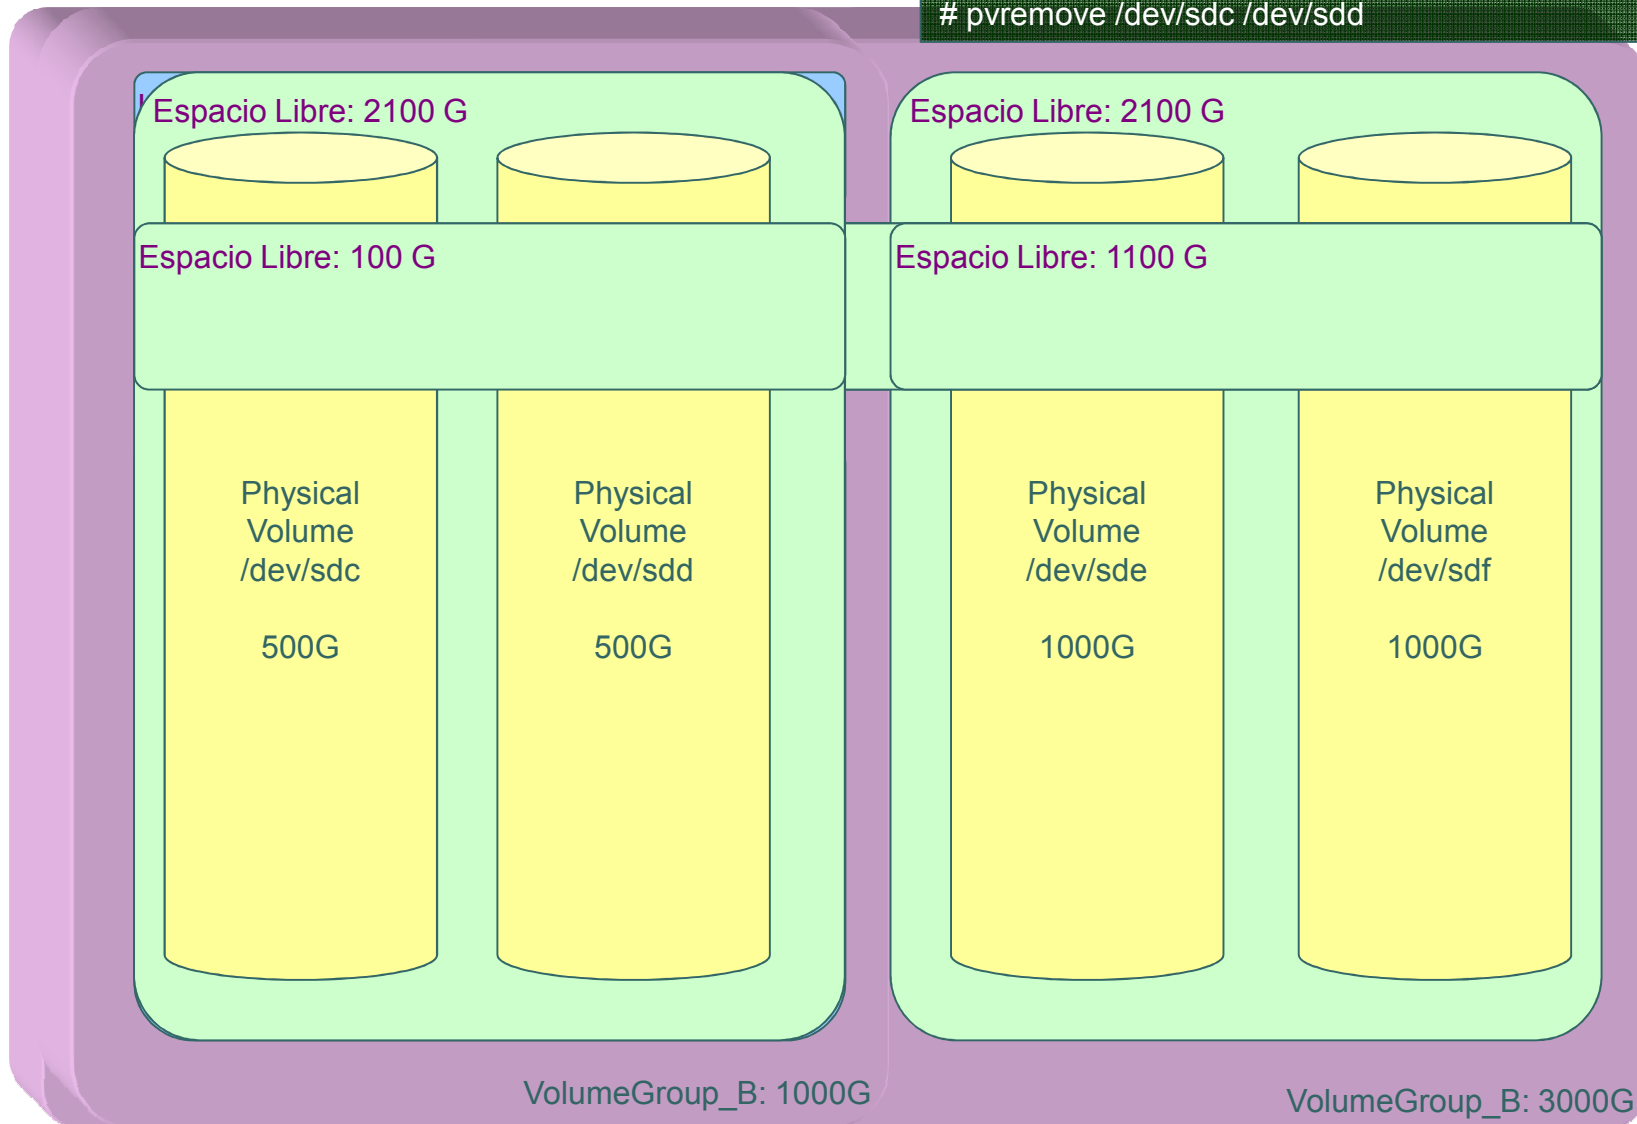 # pvremove /dev/sdc /dev/sdd
Espacio Libre: 2100 G
Espacio Libre: 2100 G
Espacio Libre: 100 G
Espacio Libre: 1100 G
Physical
Volume
/dev/sdc
500G
Physical
Volume
/dev/sdd
500G
Physical
Volume
/dev/sde
1000G
Physical
Volume
/dev/sdf
1000G
VolumeGroup_B: 1000G
VolumeGroup_B: 3000G